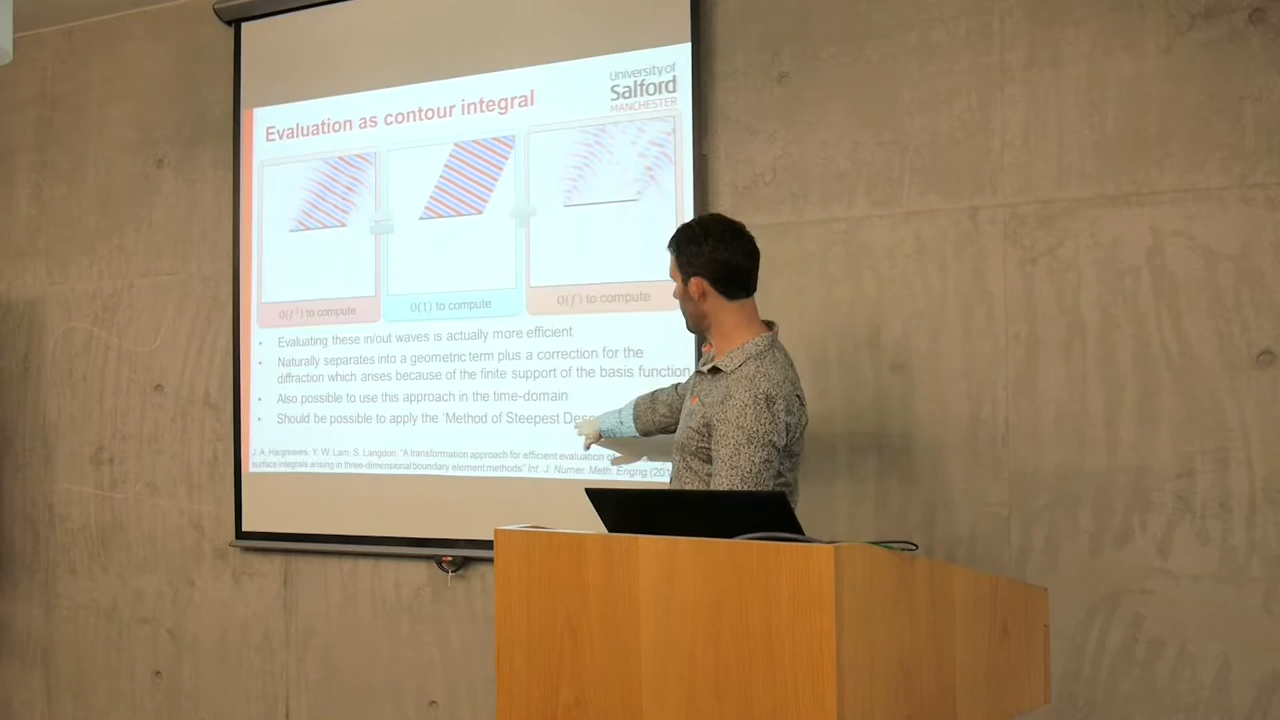 University of
Salford
MANCHESTER
Evaluation as contour integral
O(f²) to compute
O(1) to compute
O(f) to compute
• Evaluating these in/out waves is actually more efficient
• Naturally separates into a geometric term plus a correction for the
diffraction which arises because of the finite support of the basis function
• Also possible to use this approach in the time-domain
• Should be possible to apply the 'Method of Steepest
J. A. Hargreaves, Y. W. Lam, S. Langdon, "A transformation approach for efficient evaluation of
surface integrals arising in three-dimensional boundary element methods" Int. J. Numer. Meth. Engng